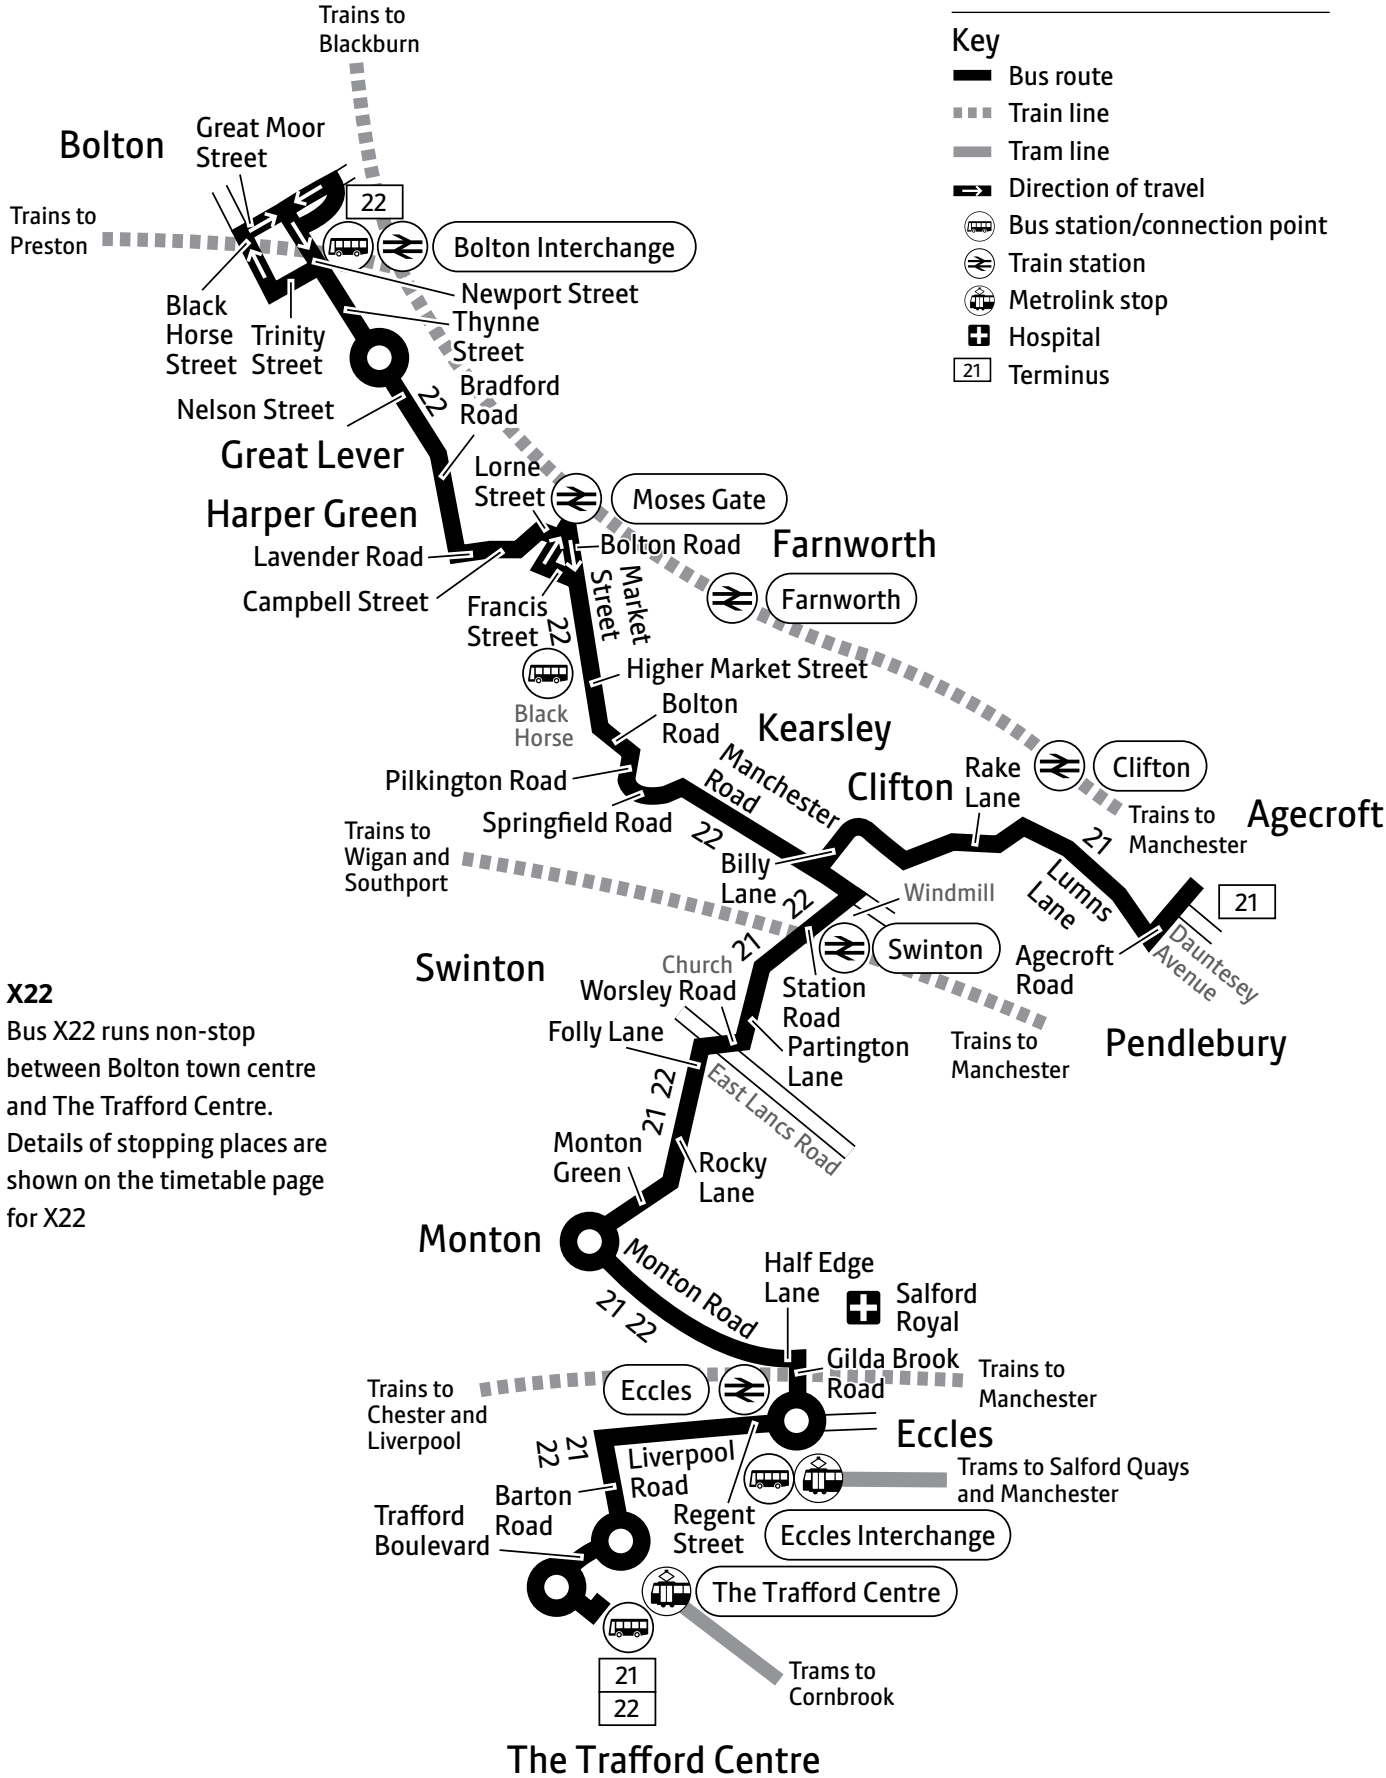 Trains to
Blackburn
Key
Bus route
Train line
Tram line
Direction of travel
Bus station/connection point
Train station
Metrolink stop
Hospital
21
Terminus
Bolton
Great Moor
Street
22
Trains to
Preston
Bolton Interchange
Newport Street
Thynne
Street
Black
Horse
Street
Trinity
Street
Nelson Street
22
Bradford
Road
Great Lever
Lorne
Street
Moses Gate
Harper Green
Lavender Road
Bolton Road
Farnworth
Campbell Street
Francis
Street
Market
Street
Farnworth
22
Higher Market Street
Black
Horse
Bolton
Road
Kearsley
Pilkington Road
Manchester
Road
Clifton
Rake
Lane
Clifton
Springfield Road
22
Trains to
Manchester
Agecroft
Trains to
Wigan and
Southport
Billy
Lane
21
Lumns
Lane
22
Windmill
21
Swinton
21
Swinton
Church
Worsley Road
Station
Road
Agecroft
Road
Dauntesey
Avenue
X22
Bus X22 runs non-stop
between Bolton town centre
and The Trafford Centre.
Details of stopping places are
shown on the timetable page
for X22
Folly Lane
Partington
Lane
Trains to
Manchester
Pendlebury
21 22
East Lancs Road
Monton
Green
Rocky
Lane
Monton
Monton Road
21 22
Half Edge
Lane
Salford
Royal
Gilda Brook
Road
Trains to
Manchester
Trains to
Chester and
Liverpool
Eccles
Eccles
21
22
Liverpool
Road
Trams to Salford Quays
and Manchester
Barton
Road
Regent
Street
Eccles Interchange
Trafford
Boulevard
The Trafford Centre
21
22
Trams to
Cornbrook
The Trafford Centre